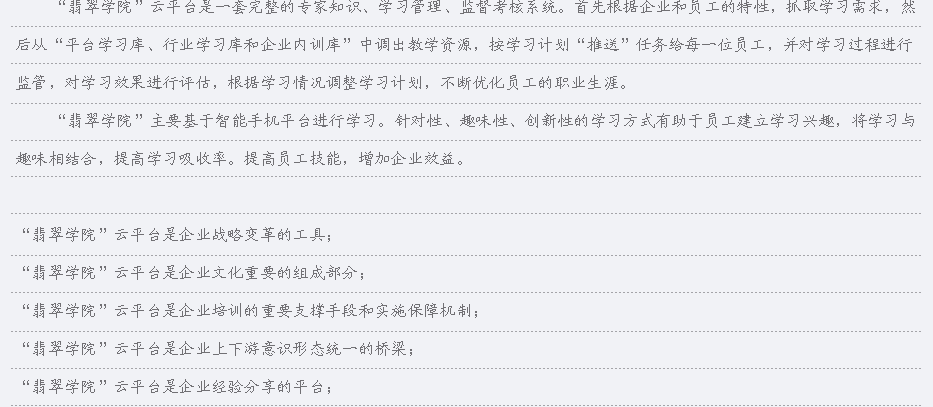 “翡翠学院”云平台是一套完整的专家知识、学习管理、监督考核系统。首先根据企业和员工的特性，抓取学习需求，然
后从“平台学习库、行业学习库和企业内训库”中调出教学资源，按学习计划“推送”任务给每一位员工，并对学习过程进行
监管，对学习效果进行评估，根据学习情况调整学习计划，不断优化员工的职业生涯。
“翡翠学院”主要基于智能手机平台进行学习。针对性、趣味性、创新性的学习方式有助于员工建立学习兴趣，将学习与
趣味相结合，提高学习吸收率。提高员工技能，增加企业效益。
“翡翠学院”云平台是企业战略变革的工具；
“翡翠学院”云平台是企业文化重要的组成部分；
“翡翠学院”云平台是企业培训的重要支撑手段和实施保障机制；
“翡翠学院”云平台是企业上下游意识形态统一的桥梁；
“翡翠学院”云平台是企业经验分享的平台；